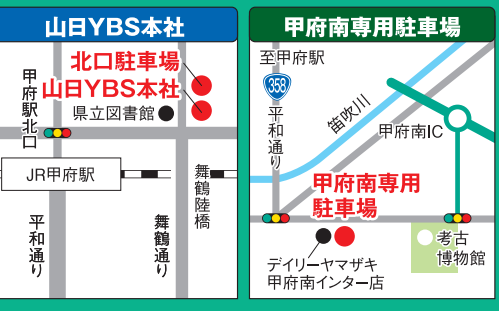 山日YBS本社
北口駐車場
山日YBS本社
県立図書館
甲府駅北口
JR甲府駅
平和通り
舞鶴通り
舞鶴陸橋
甲府南専用駐車場
至甲府駅
358
平和通り
笛吹川
甲府南IC
甲府南専用
駐車場
デイリーヤマザキ
甲府南インター店
考古
博物館